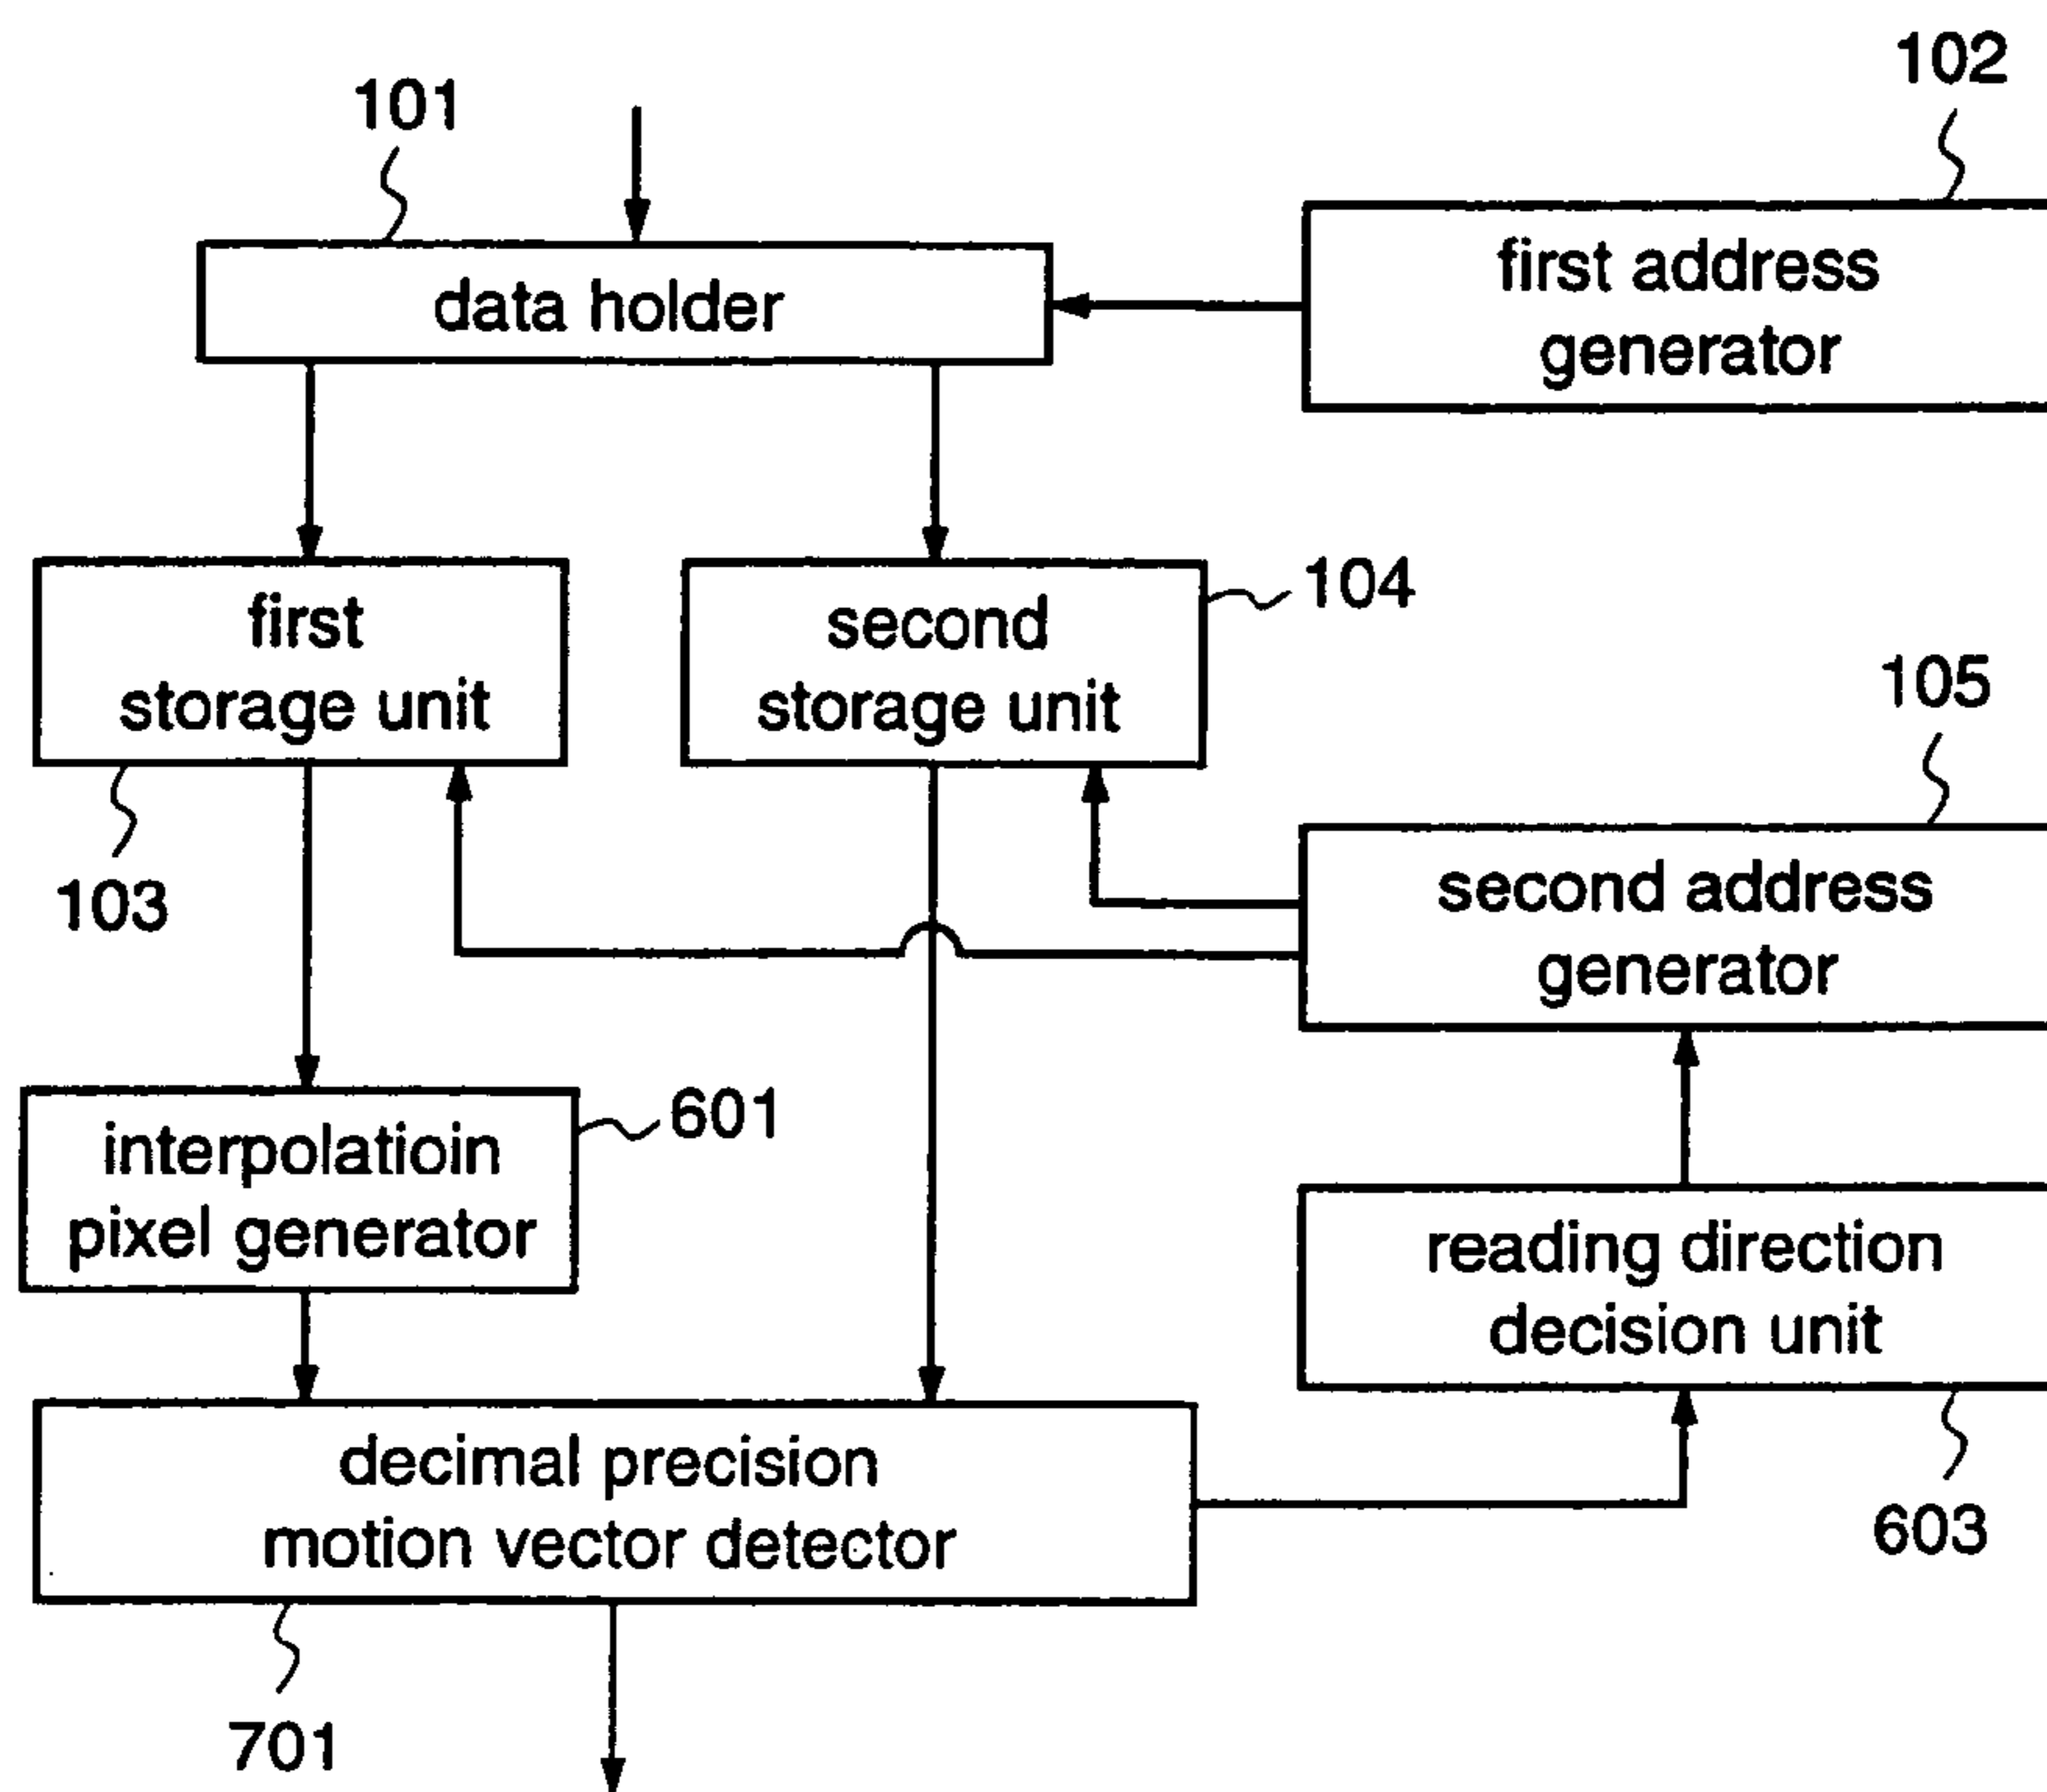 102
101
first address
generator
data holder
first
storage unit
second
storage unit
104
105
103
second address
generator
interpolatioin
pixel generator
601
reading direction
decision unit
decimal precision
motion vector detector
603
701